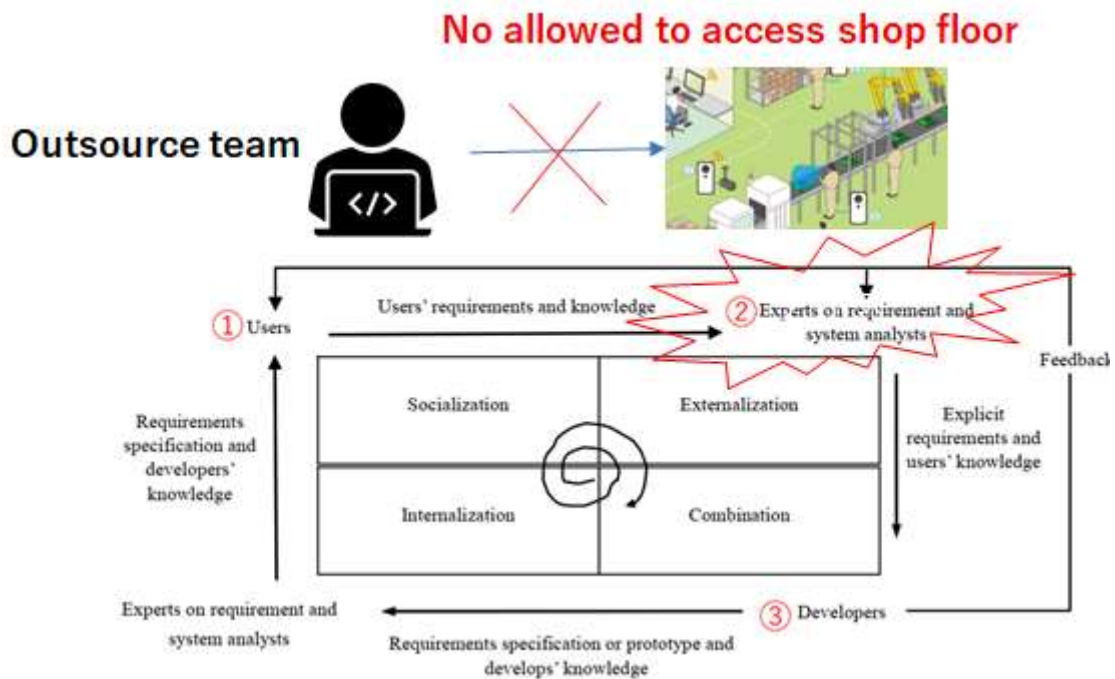 No allowed to access shop floor
Outsource team
</>
① Users
Users' requirements and knowledge
② Experts on requirement and
system analysts
Feedback
Socialization
Externalization
Requirements
specification and
developers'
knowledge
Explicit
requirements and
users' knowledge
Internalization
Combination
Experts on requirement and
system analysts
③ Developers
Requirements specification or prototype and
develops' knowledge